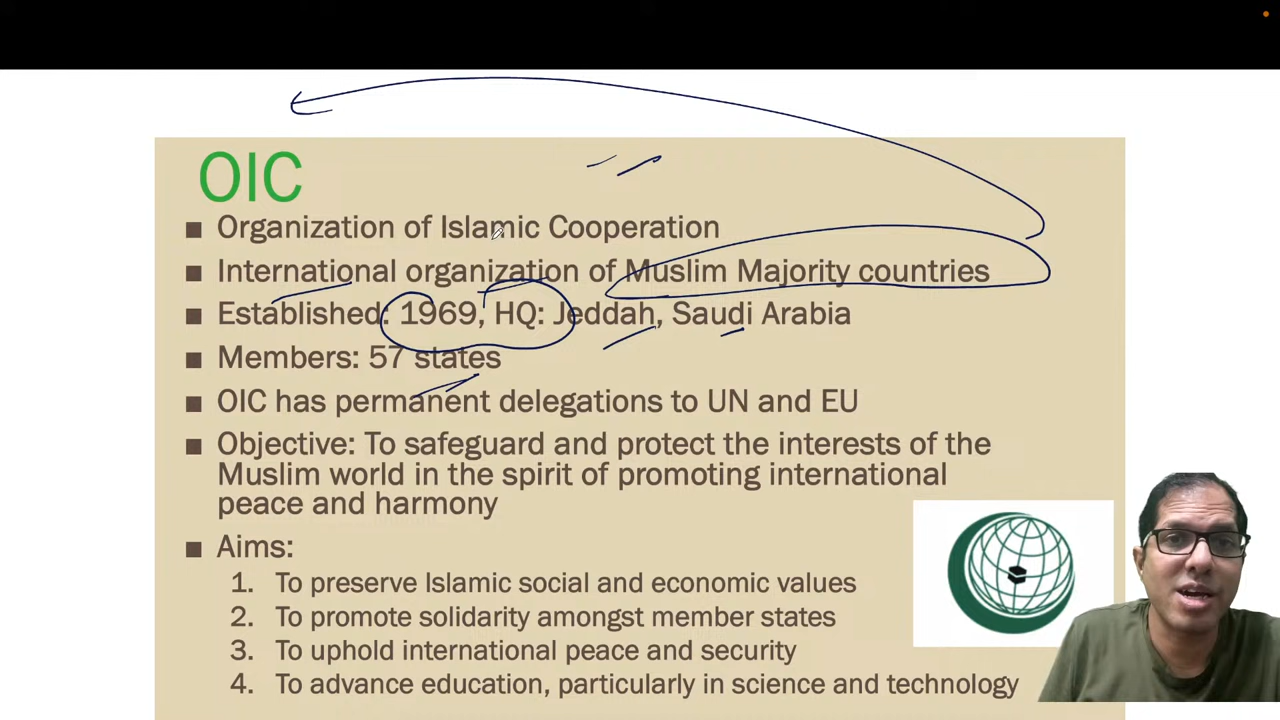 OIC
■ Organization of Islamic Cooperation
■ International organization of Muslim Majority countries
■ Established: 1969, HQ: Jeddah, Saudi Arabia
■ Members: 57 states
■ OIC has permanent delegations to UN and EU
■ Objective: To safeguard and protect the interests of the
Muslim world in the spirit of promoting international
peace and harmony
■ Aims:
1. To preserve Islamic social and economic values
2. To promote solidarity amongst member states
3. To uphold international peace and security
4. To advance education, particularly in science and technology